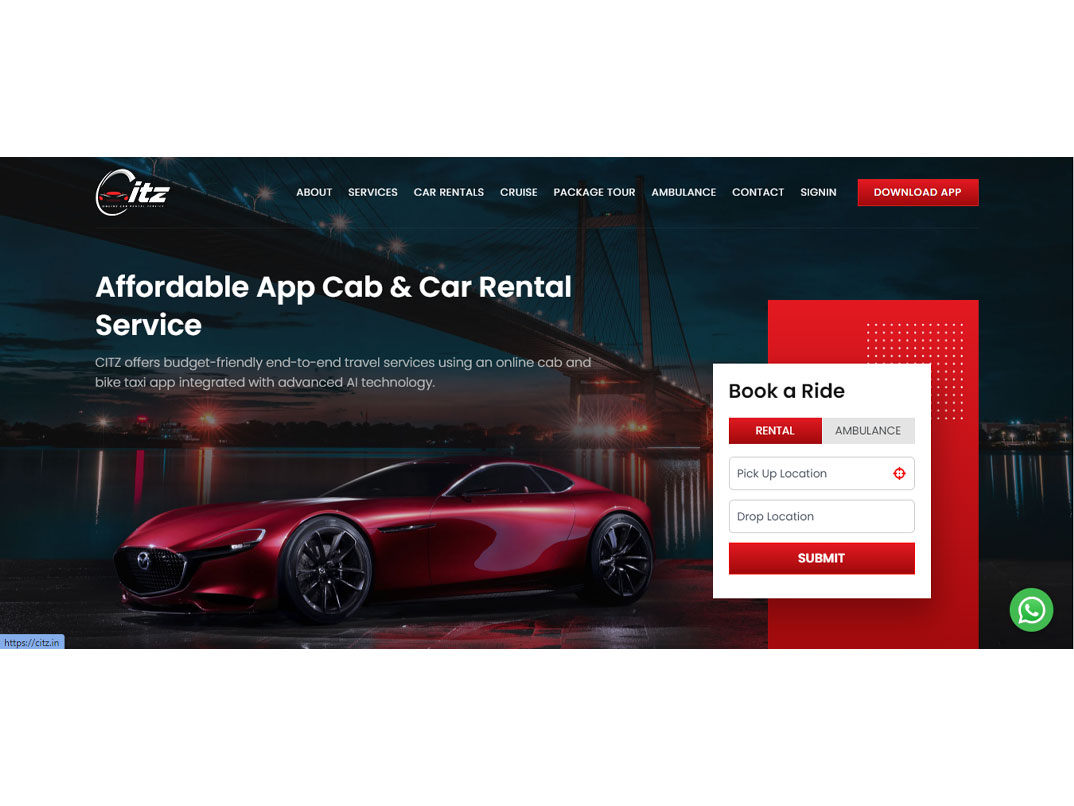 Citz
ONLINE CAR RENTAL SERVICE
ABOUT SERVICES CAR RENTALS CRUISE PACKAGE TOUR AMBULANCE CONTACT SIGNIN DOWNLOAD APP
Affordable App Cab & Car Rental
Service
CITZ offers budget-friendly end-to-end travel services using an online cab and
bike taxi app integrated with advanced AI technology.
Book a Ride
RENTAL AMBULANCE
Pick Up Location
Drop Location
SUBMIT
https://citz.in